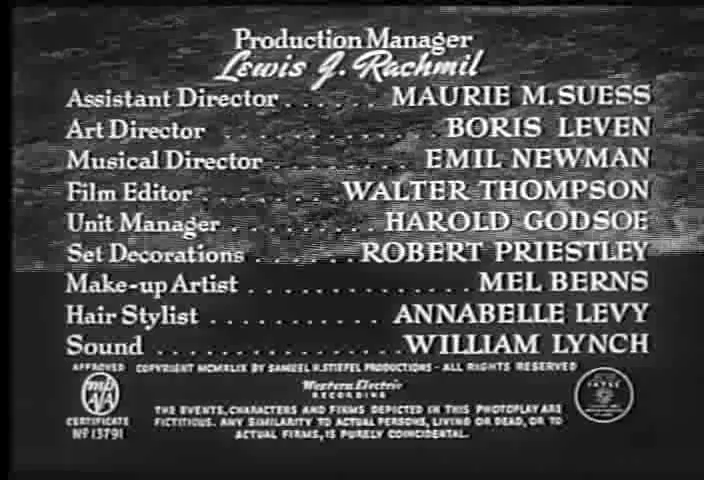 Production Manager
Lewis J. Rachmil
Assistant Director . . . . . . MAURIE M. SUESS
Art Director . . . . . . . . . . . . BORIS LEVEN
Musical Director . . . . . . . . EMIL NEWMAN
Film Editor . . . . . . . WALTER THOMPSON
Unit Manager . . . . . . . . . HAROLD GODSOE
Set Decorations . . . . . . ROBERT PRIESTLEY
Make-up Artist . . . . . . . . . . . . . . MEL BERNS
Hair Stylist . . . . . . . . . . . ANNABELLE LEVY
Sound . . . . . . . . . . . . . . . WILLIAM LYNCH
APPROVED COPYRIGHT MCMXLIX BY SAMUEL H. STIEFEL PRODUCTIONS - ALL RIGHTS RESERVED
Western Electric
RECORDING
MPAA
CERTIFICATE
Nº 13791
THE EVENTS, CHARACTERS AND FIRMS DEPICTED IN THIS PHOTOPLAY ARE
FICTITIOUS. ANY SIMILARITY TO ACTUAL PERSONS, LIVING OR DEAD, OR TO
ACTUAL FIRMS, IS PURELY COINCIDENTAL.